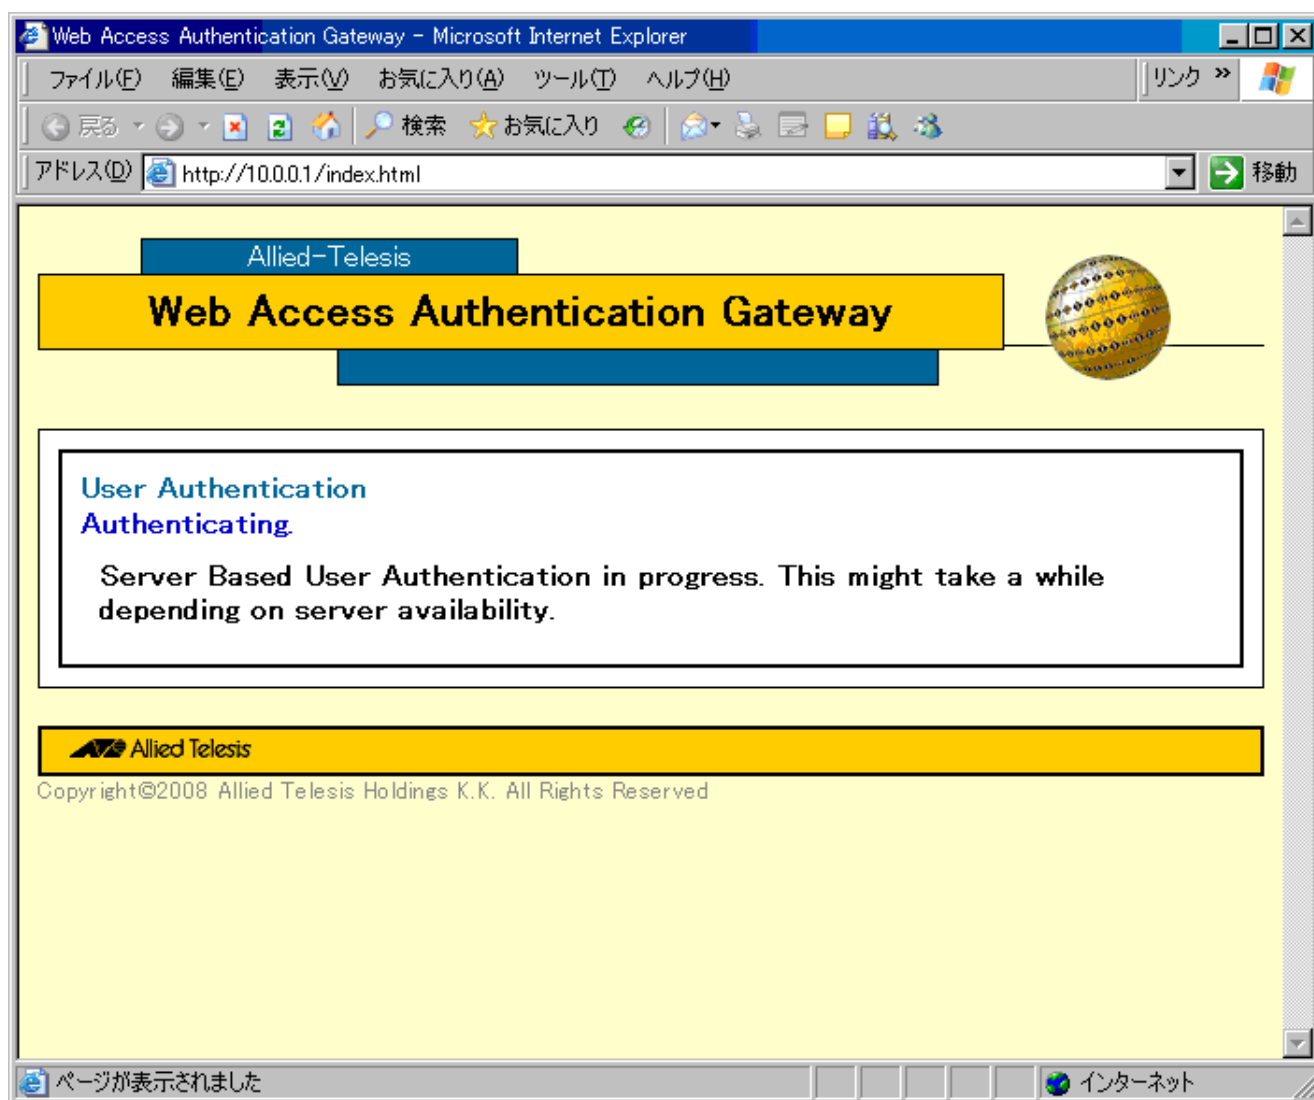 Web Access Authentication Gateway - Microsoft Internet Explorer
ファイル(F) 編集(E) 表示(V) お気に入り(A) ツール(T) ヘルプ(H) リンク »
戻る 検索 お気に入り
アドレス(D) http://10.0.0.1/index.html 移動
Allied-Telesis
Web Access Authentication Gateway
User Authentication
Authenticating.
Server Based User Authentication in progress. This might take a while
depending on server availability.
Allied Telesis
Copyright©2008 Allied Telesis Holdings K.K. All Rights Reserved
ページが表示されました インターネット